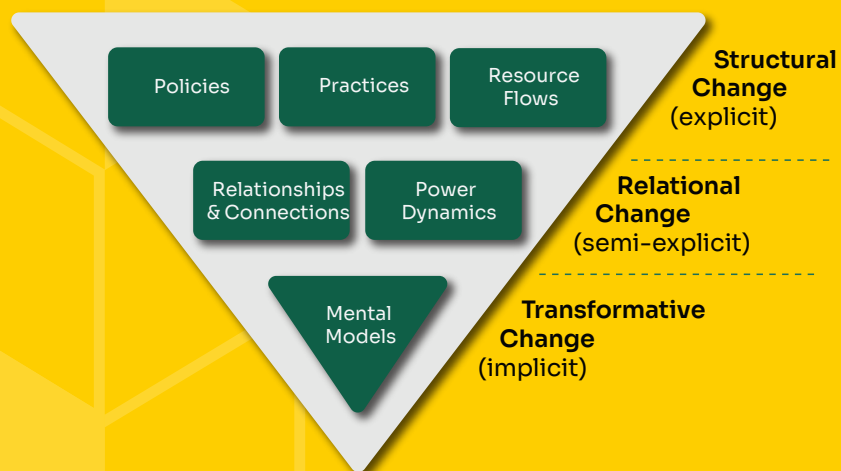 Policies
Practices
Resource
Flows
Structural
Change
(explicit)
Relationships
& Connections
Power
Dynamics
Relational
Change
(semi-explicit)
Mental
Models
Transformative
Change
(implicit)